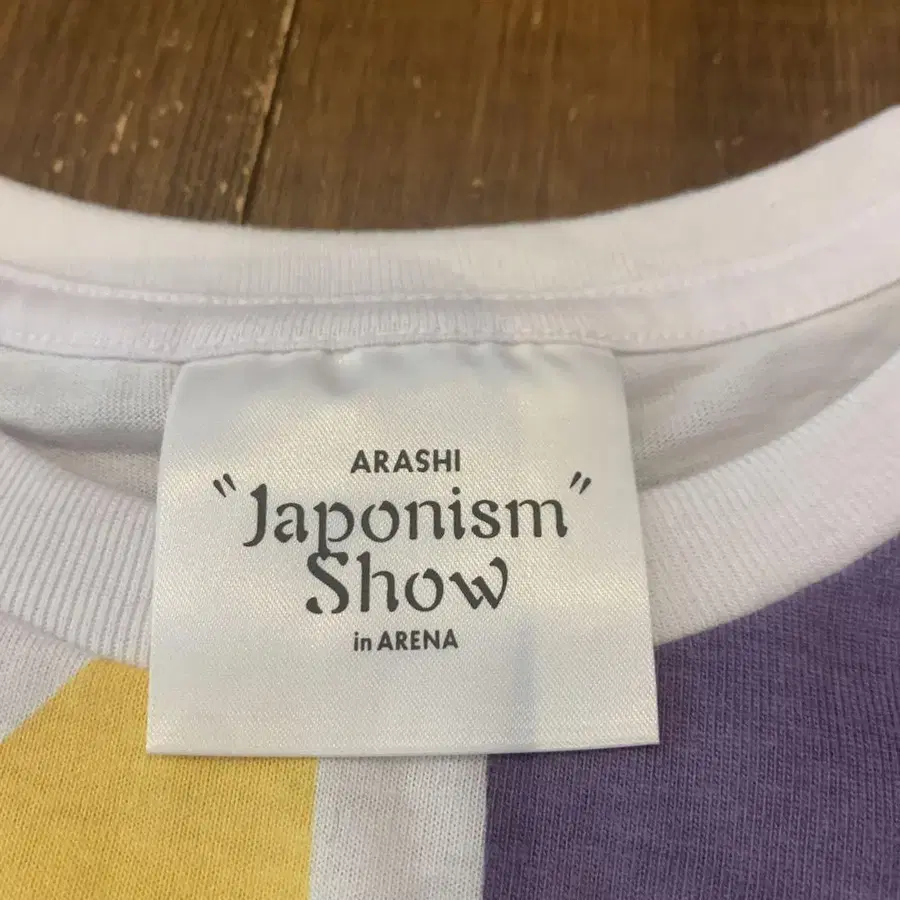 ARASHI
"Japonism"
Show
in ARENA